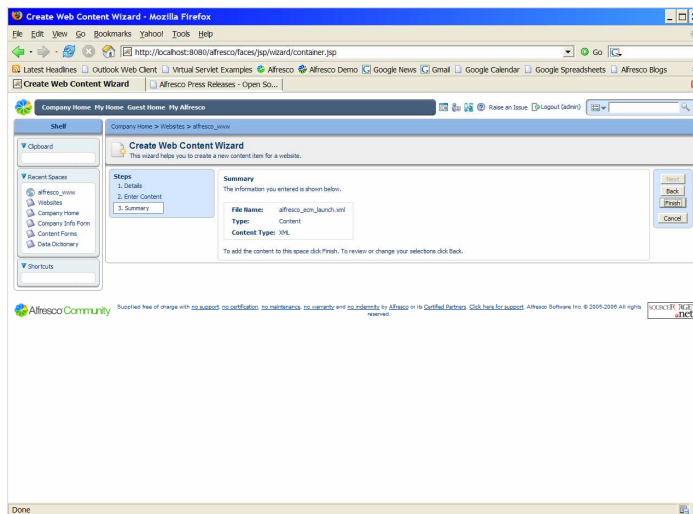 Create Web Content Wizard - Mozilla Firefox
File Edit View Go Bookmarks Yahoo! Tools Help
http://localhost:8080/alfresco/faces/jsp/wizard/container.jsp Go
Latest Headlines Outlook Web Client Virtual Servlet Examples Alfresco Alfresco Demo Google News Gmail Google Calendar Google Spreadsheets Alfresco Blogs
Create Web Content Wizard Alfresco Press Releases - Open So...
Company Home My Home Guest Home My Alfresco Raise an Issue Logout (admin)
Shelf
Company Home > Websites > alfresco_www
Clipboard
Create Web Content Wizard
This wizard helps you to create a new content item for a website.
Recent Spaces
alfresco_www
Websites
Company Home
Company Info Form
Content Forms
Data Dictionary
Shortcuts
Steps
1. Details
2. Enter Content
3. Summary
Summary
The information you entered is shown below.
File Name: alfresco_ecm_launch.xml
Type: Content
Content Type: XML
To add the content to this space click Finish. To review or change your selections click Back.
Next
Back
Finish
Cancel
Alfresco Community
Supplied free of charge with no support, no certification, no maintenance, no warranty and no indemnity by Alfresco or its Certified Partners. Click here for support. Alfresco Software Inc. © 2005-2006 All rights
reserved.
SOURCEFORGE
.net
Done